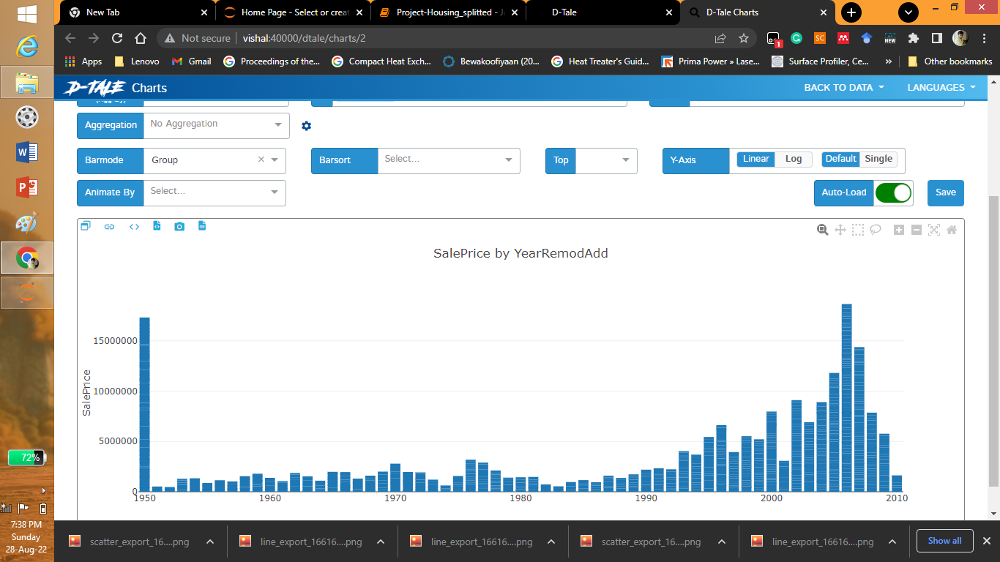 New Tab
Home Page - Select or creat
Project-Housing_splitted - J
D-Tale
D-Tale Charts
Not secure | vishal:40000/dtale/charts/2
1
SC
NEW
Apps
Lenovo
Gmail
Proceedings of the...
Compact Heat Exch...
Bewakoofiyaan (20...
Heat Treater's Guid...
Prima Power » Lase...
Surface Profiler, Ce...
»
Other bookmarks
D-TALE Charts
BACK TO DATA
LANGUAGES
Aggregation
No Aggregation
Barmode
Group
Barsort
Select...
Top
Y-Axis
Linear
Log
Default
Single
Animate By
Select...
Auto-Load
Save
SalePrice by YearRemodAdd
SalePrice
15000000
10000000
5000000
0
1950
1960
1970
1980
1990
2000
2010
72%
7:38 PM
Sunday
28-Aug-22
scatter_export_16....png
line_export_16616....png
line_export_16616....png
scatter_export_16....png
line_export_16616....png
Show all